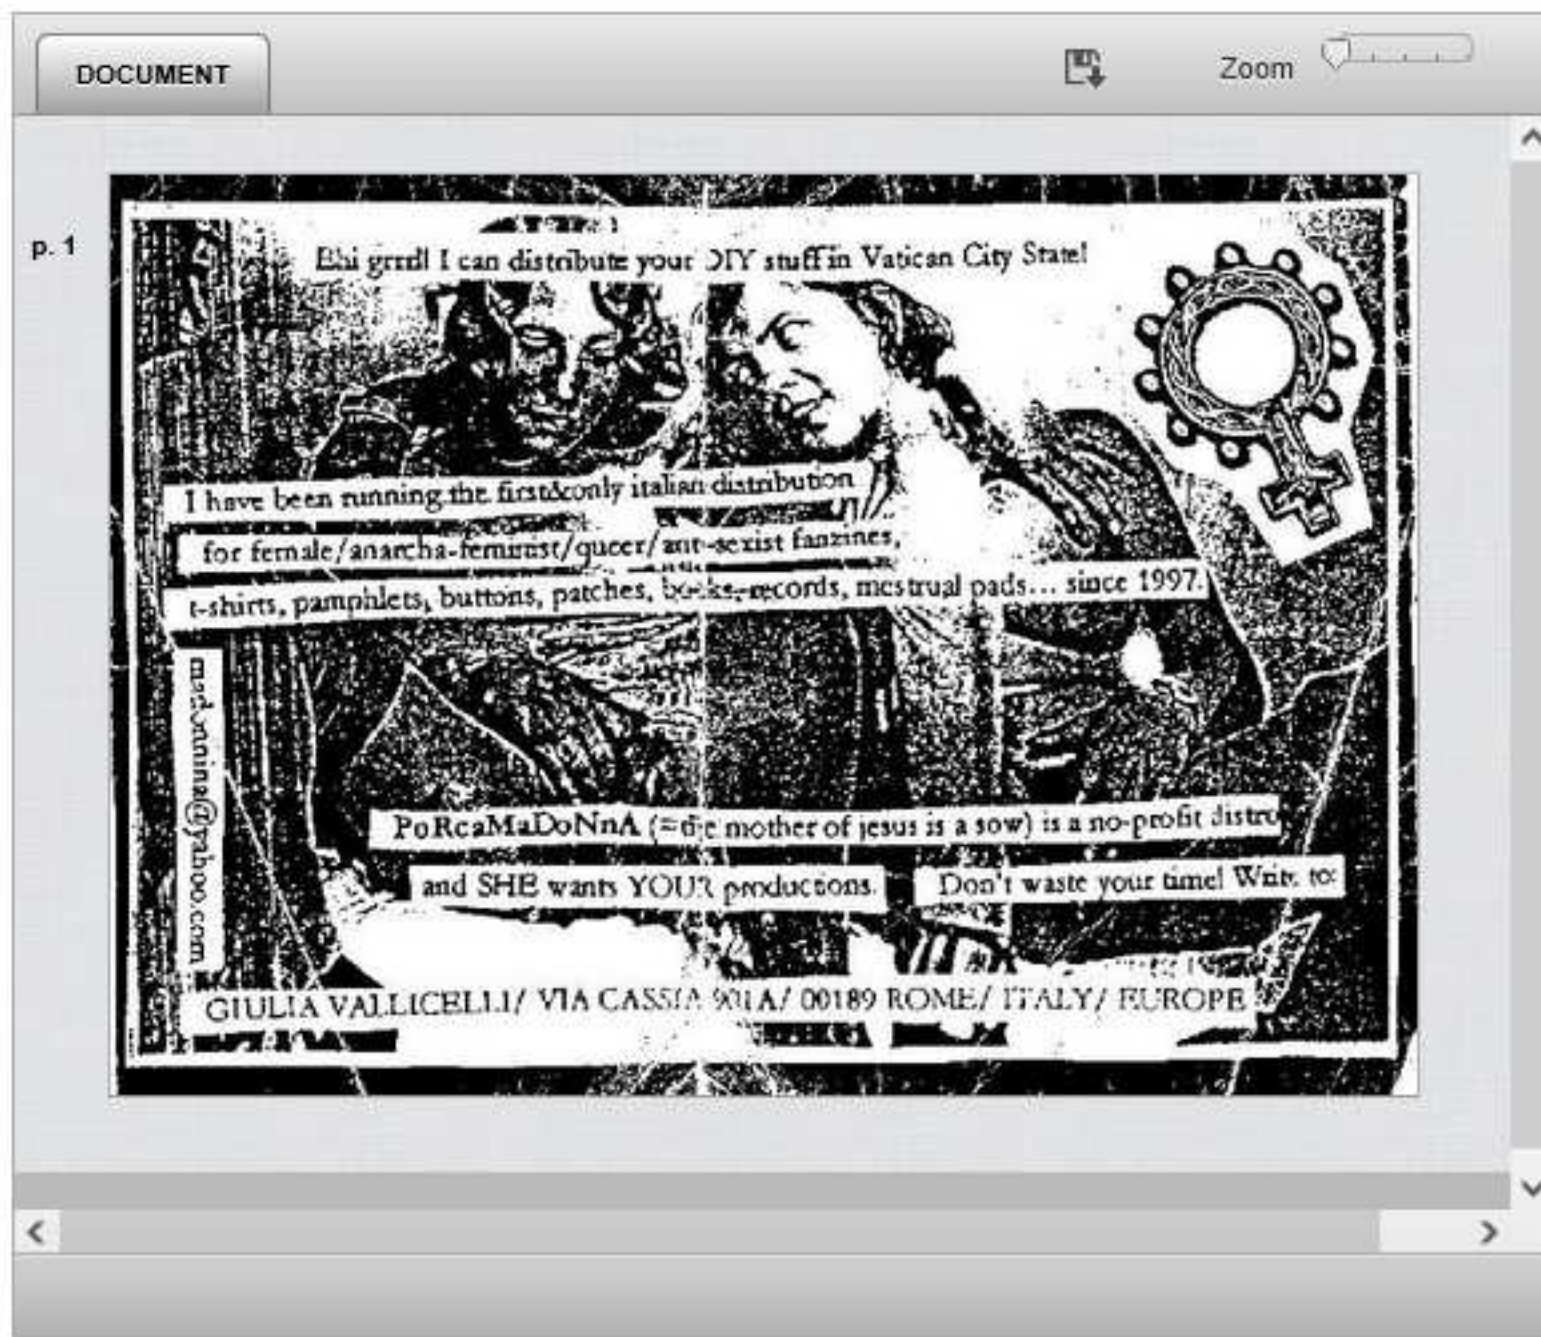 DOCUMENT
Zoom
p. 1
Ehi grrrl! I can distribute your DIY stuff in Vatican City State!
I have been running the first&only italian distribution
for female/anarcha-feminist/queer/anti-sexist fanzines,
t-shirts, pamphlets, buttons, patches, books, records, mestrual pads... since 1997.
mad.onnina@yahoo.com
PoRcaMaDoNnA (=the mother of jesus is a sow) is a no-profit distro
and SHE wants YOUR productions.
Don't waste your time! Write to:
GIULIA VALLICELLI/ VIA CASSIA 901A/ 00189 ROME/ ITALY/ EUROPE